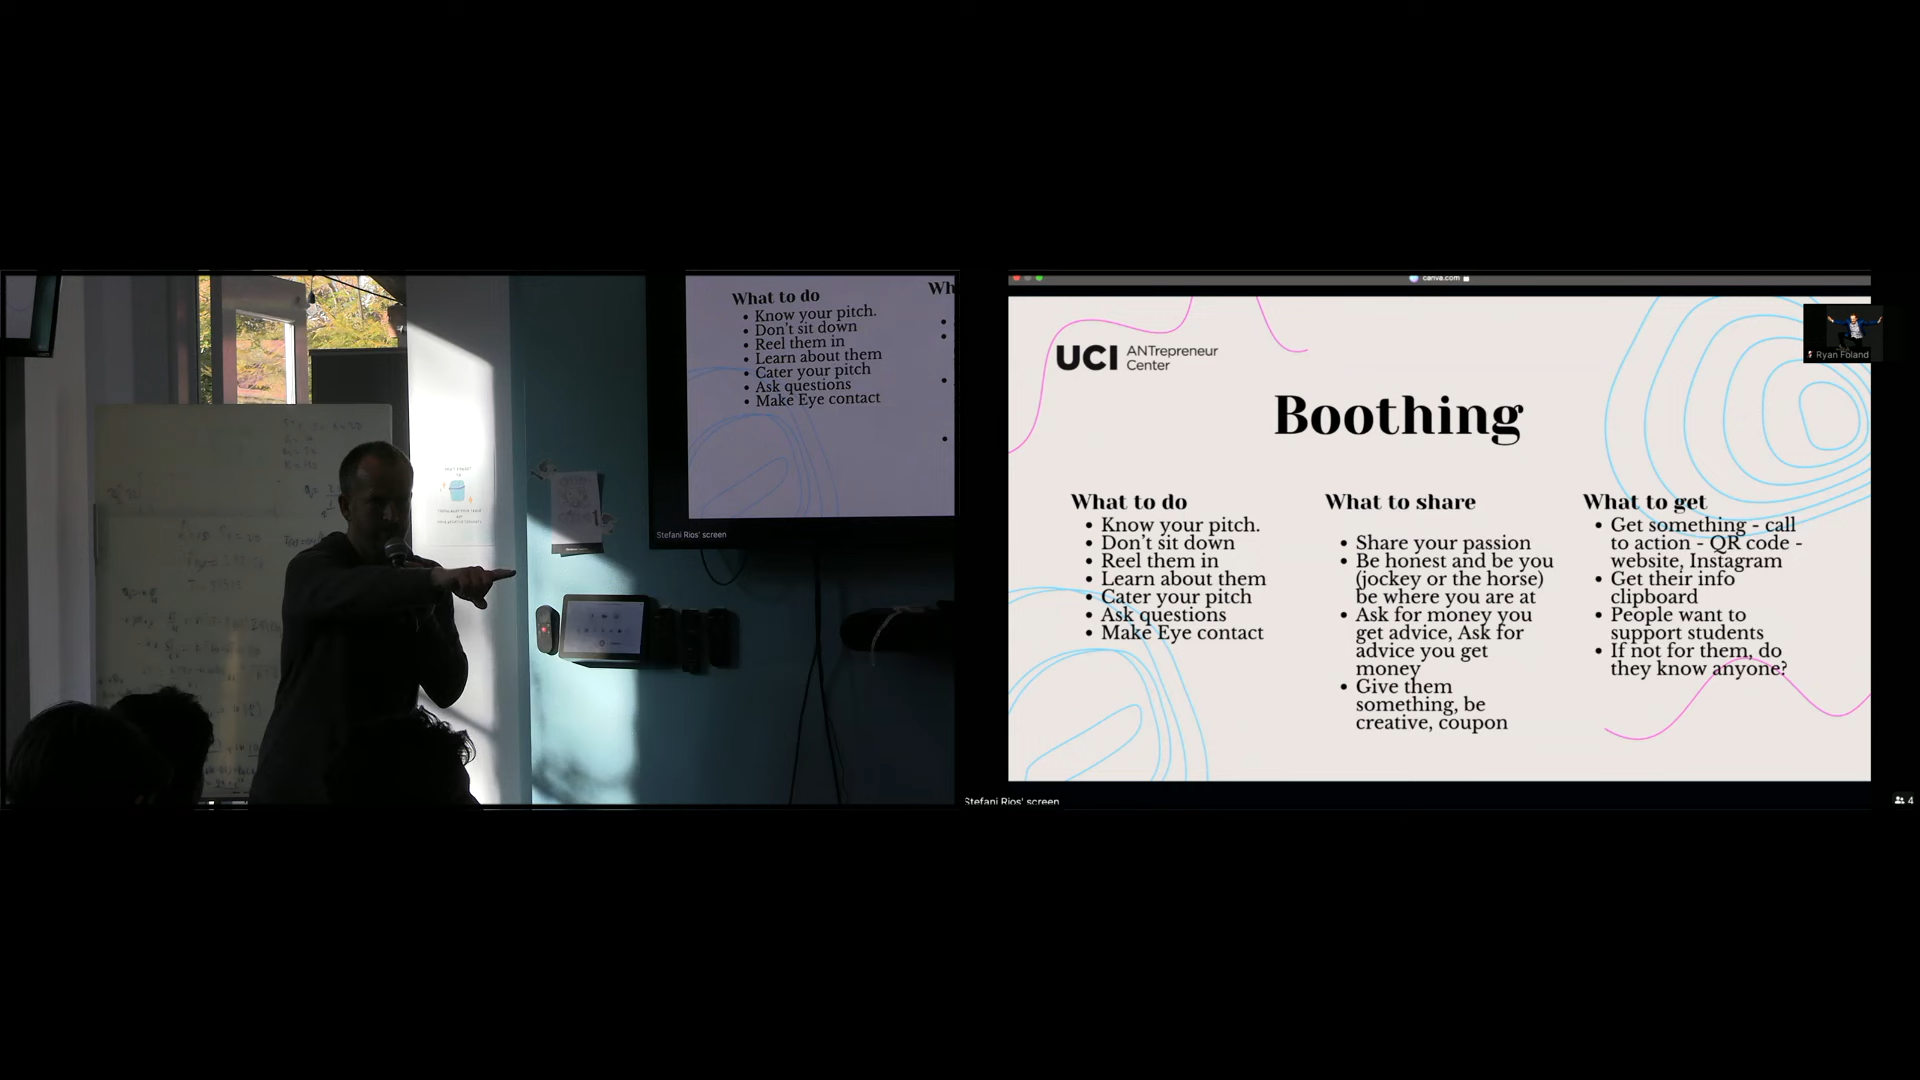 What to do
Wh
• Know your pitch.
• Don't sit down
• Reel them in
• Learn about them
• Cater your pitch
• Ask questions
• Make Eye contact
Stefani Rios' screen
canva.com
Ryan Foland
UCI ANTrepreneur
Center
Boothing
What to do
• Know your pitch.
• Don't sit down
• Reel them in
• Learn about them
• Cater your pitch
• Ask questions
• Make Eye contact
What to share
• Share your passion
• Be honest and be you
(jockey or the horse)
be where you are at
• Ask for money you
get advice, Ask for
advice you get
money
• Give them
something, be
creative, coupon
What to get
• Get something - call
to action - QR code -
website, Instagram
• Get their info
clipboard
• People want to
support students
• If not for them, do
they know anyone?
Stefani Rios' screen
4